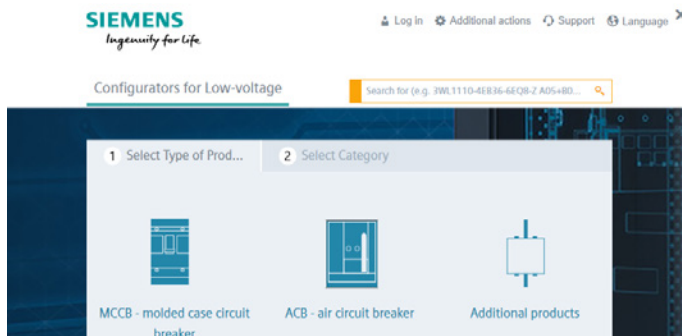 SIEMENS
Ingenuity for life
Log in Additional actions Support Language
Configurators for Low-voltage
Search for (e.g. 3WL1110-4EB36-6EQ8-Z A05+B0...
1 Select Type of Prod... 2 Select Category
MCCB - molded case circuit
breaker
ACB - air circuit breaker
Additional products